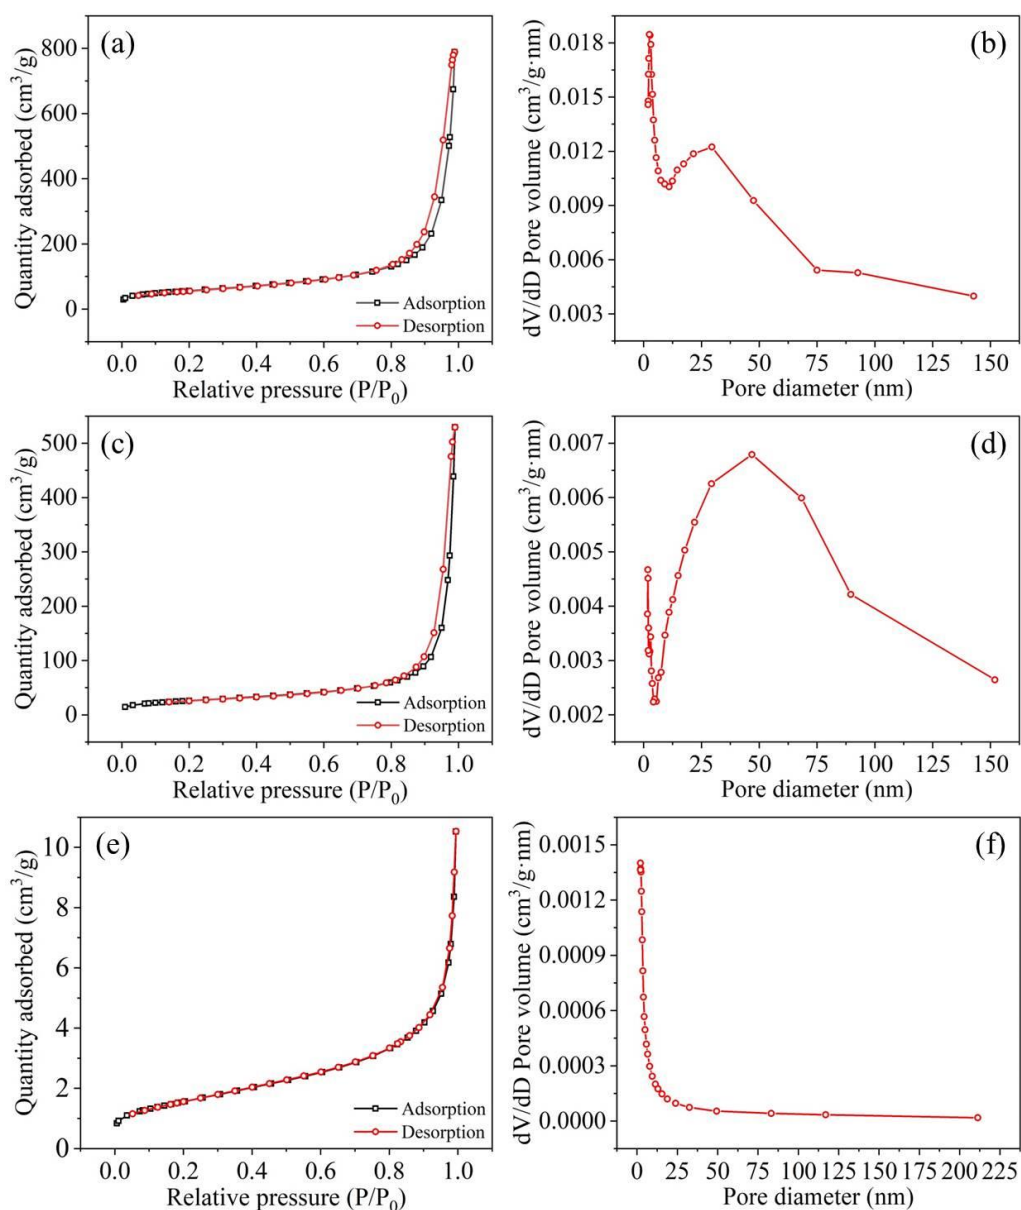 (a)
Quantity adsorbed (cm³/g)
800
600
400
200
0
Adsorption
Desorption
0.0 0.2 0.4 0.6 0.8 1.0
Relative pressure (P/P₀)
(b)
dV/dD Pore volume (cm³/g·nm)
0.018
0.015
0.012
0.009
0.006
0.003
0 25 50 75 100 125 150
Pore diameter (nm)
(c)
Quantity adsorbed (cm³/g)
500
400
300
200
100
0
Adsorption
Desorption
0.0 0.2 0.4 0.6 0.8 1.0
Relative pressure (P/P₀)
(d)
dV/dD Pore volume (cm³/g·nm)
0.007
0.006
0.005
0.004
0.003
0.002
0 25 50 75 100 125 150
Pore diameter (nm)
(e)
Quantity adsorbed (cm³/g)
10
8
6
4
2
0
Adsorption
Desorption
0.0 0.2 0.4 0.6 0.8 1.0
Relative pressure (P/P₀)
(f)
dV/dD Pore volume (cm³/g·nm)
0.0015
0.0012
0.0009
0.0006
0.0003
0.0000
0 25 50 75 100 125 150 175 200 225
Pore diameter (nm)